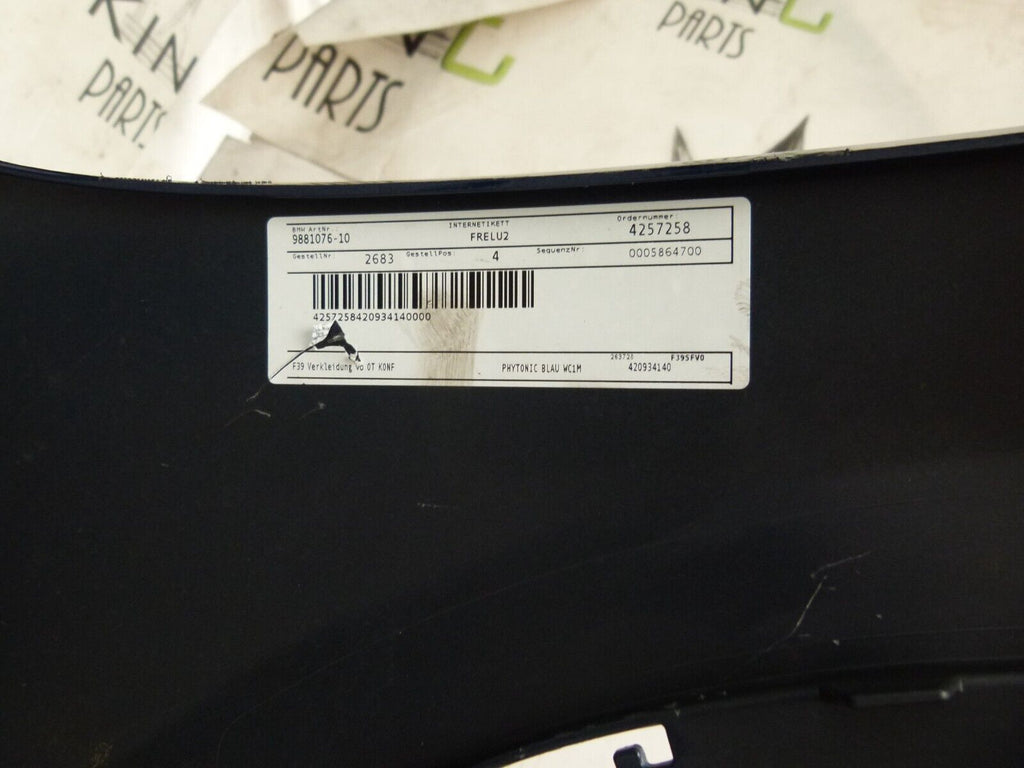 KIN
PARTS
PARTS
PARTS
BMW ArtNr.:
9881076-10
INTERNETIKETT
FRELU2
Ordernummer:
4257258
GestellNr: 2683 GestellPos: 4 SequenzNr: 0005864700
4257258420934140000
F39 Verkleidung vo OT KONF
PHYTONIC BLAU WC1M
263723 F39SFV0
420934140